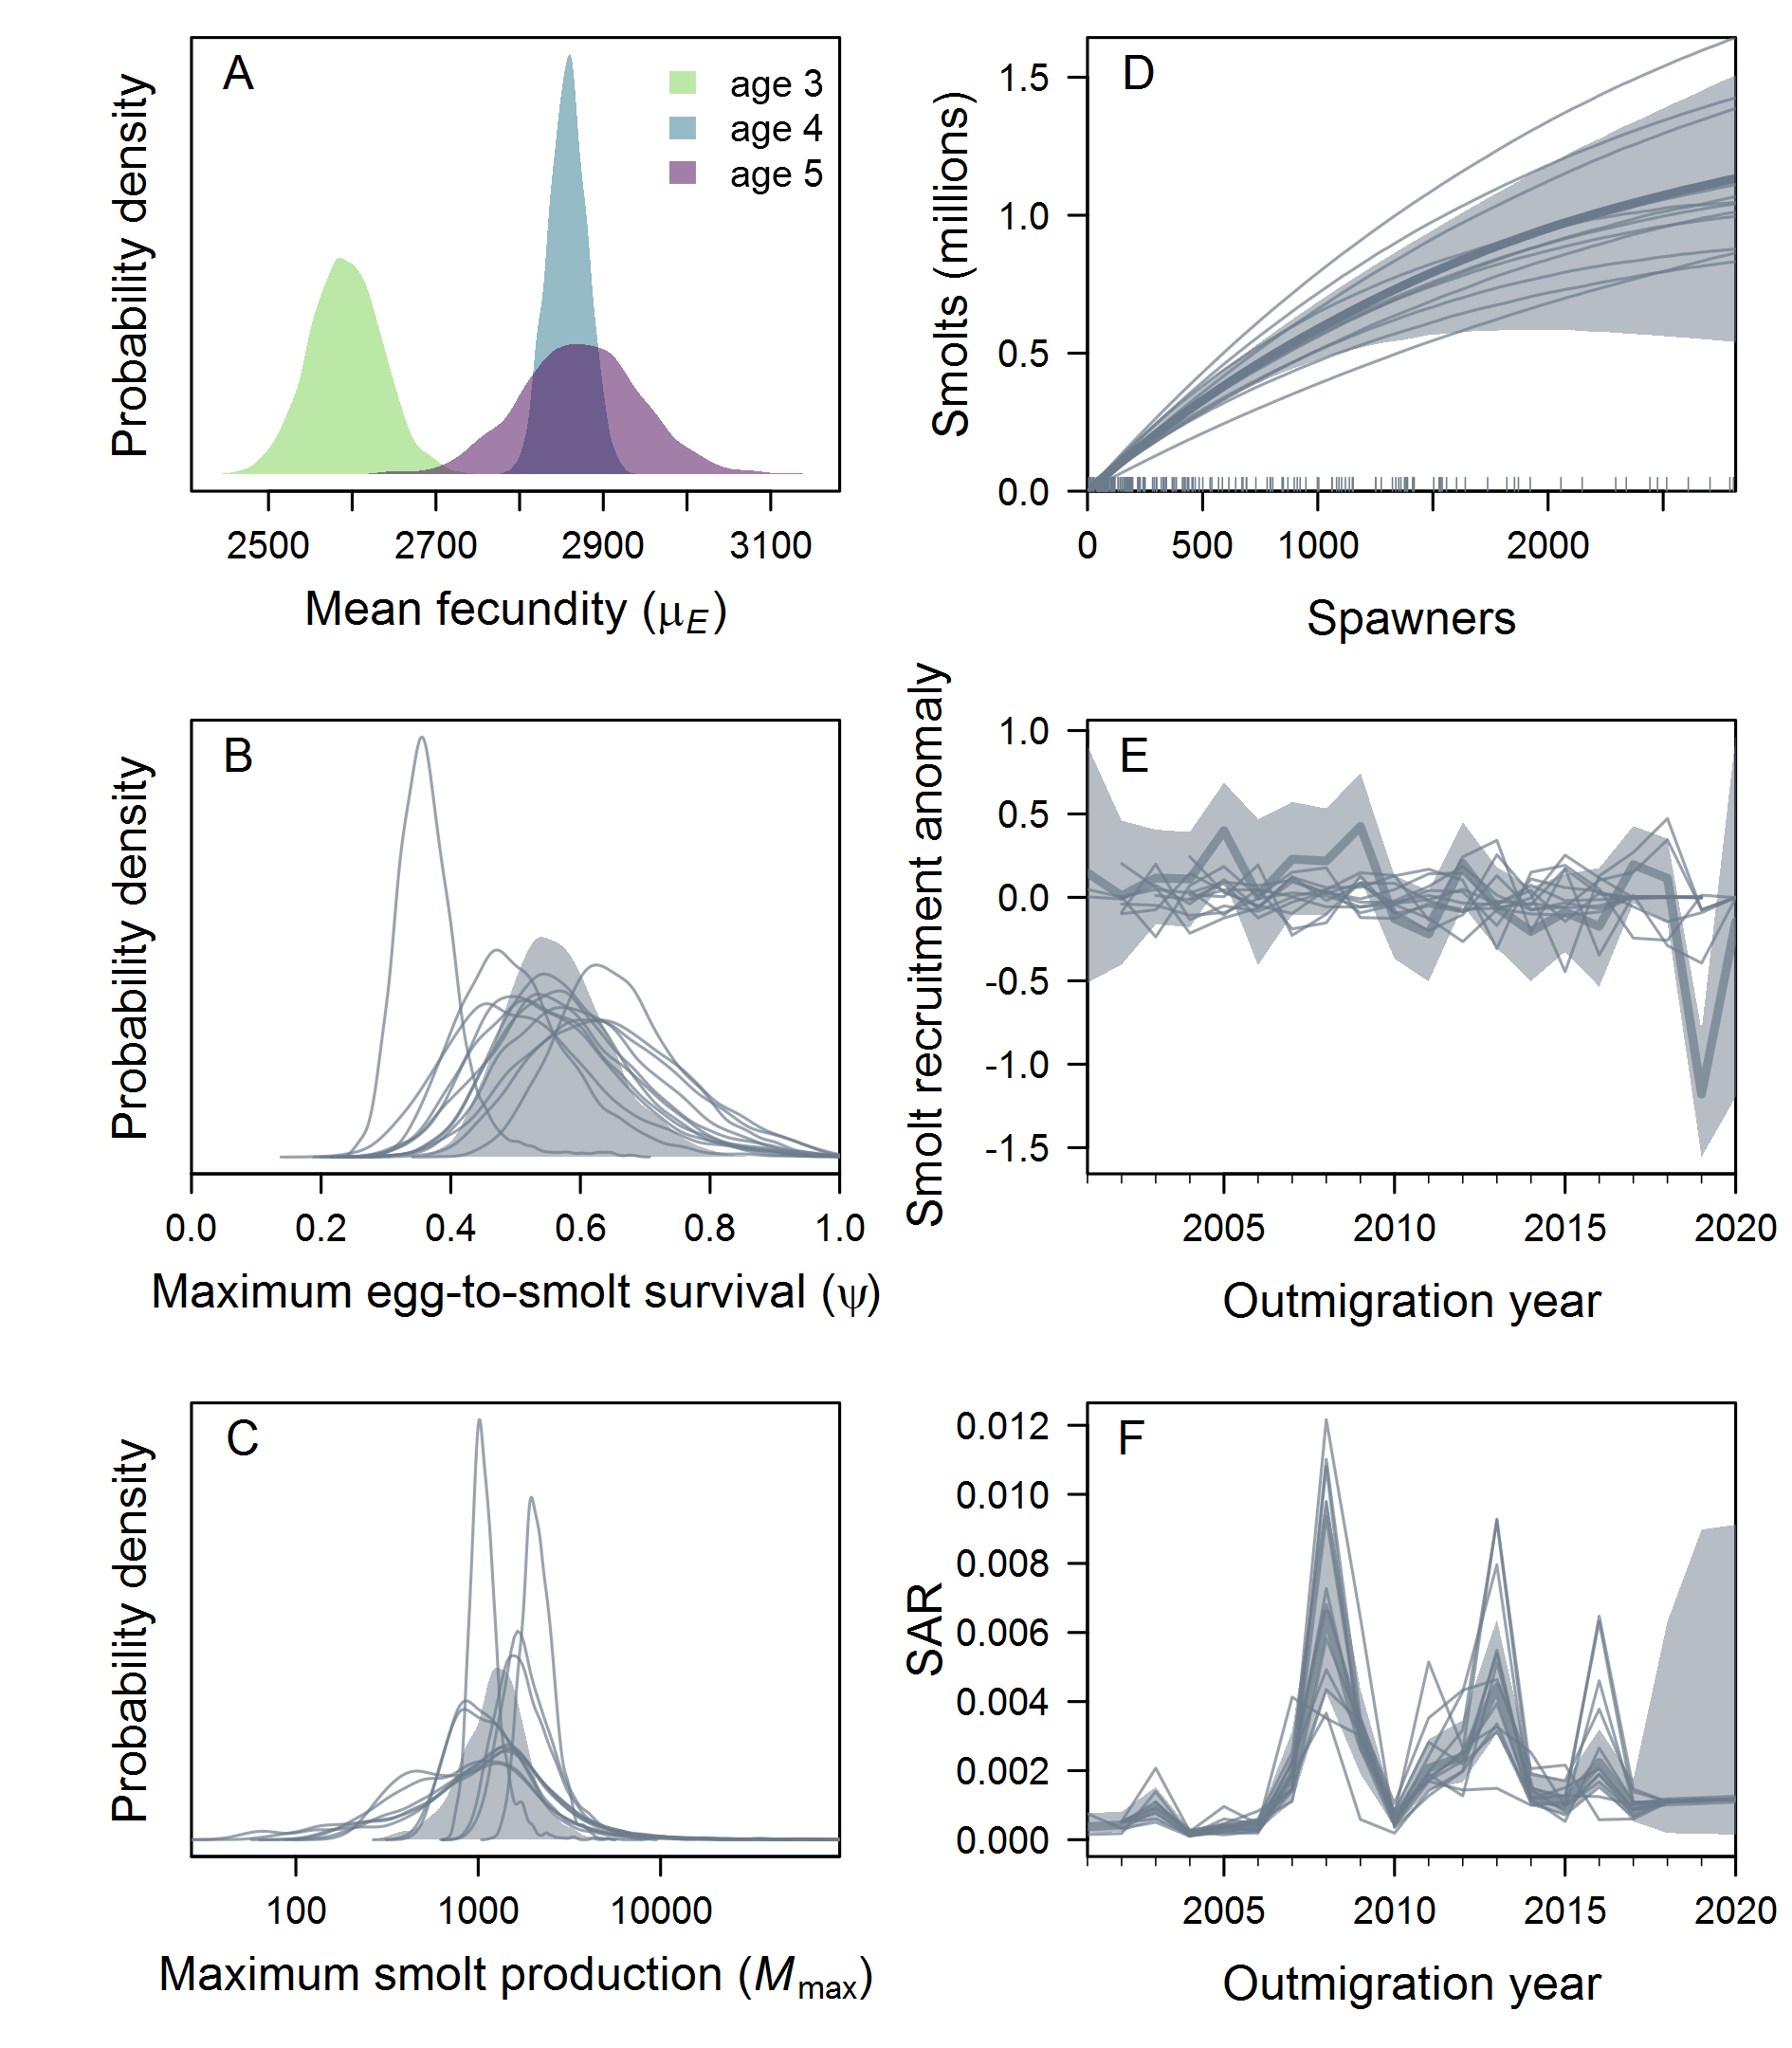 A
age 3
age 4
age 5
Probability density
2500 2700 2900 3100
Mean fecundity (μE)
D
Smolts (millions)
1.5
1.0
0.5
0.0
0 500 1000 2000
Spawners
B
Probability density
0.0 0.2 0.4 0.6 0.8 1.0
Maximum egg-to-smolt survival (ψ)
E
Smolt recruitment anomaly
1.0
0.5
0.0
-0.5
-1.0
-1.5
2005 2010 2015 2020
Outmigration year
C
Probability density
100 1000 10000
Maximum smolt production (Mmax)
F
SAR
0.012
0.010
0.008
0.006
0.004
0.002
0.000
2005 2010 2015 2020
Outmigration year